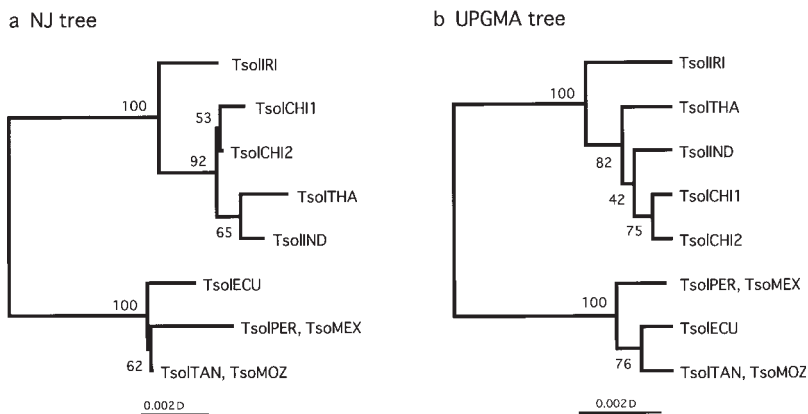 a NJ tree
TsolIRI
100
53
TsolCHI1
92
TsolCHI2
TsolTHA
65
TsolIND
TsolECU
100
TsolPER, TsoMEX
62
TsolTAN, TsoMOZ
0.002D
b UPGMA tree
TsolIRI
100
TsolTHA
82
TsolIND
42
TsolCHI1
75
TsolCHI2
TsolPER, TsoMEX
100
TsolECU
76
TsolTAN, TsoMOZ
0.002D